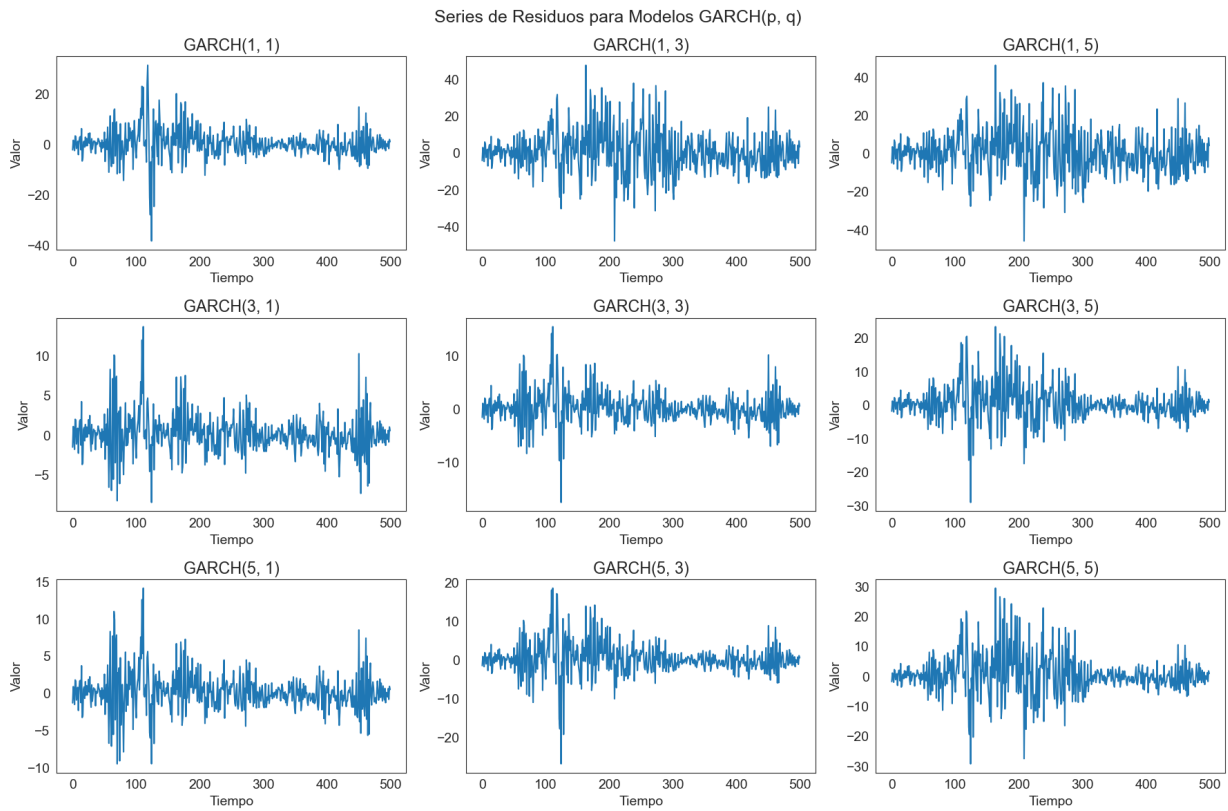 Series de Residuos para Modelos GARCH(p, q)
GARCH(1, 1)
Valor
20
0
−20
−40
0 100 200 300 400 500
Tiempo
GARCH(1, 3)
Valor
40
20
0
−20
−40
0 100 200 300 400 500
Tiempo
GARCH(1, 5)
Valor
40
20
0
−20
−40
0 100 200 300 400 500
Tiempo
GARCH(3, 1)
Valor
10
5
0
−5
0 100 200 300 400 500
Tiempo
GARCH(3, 3)
Valor
10
0
−10
0 100 200 300 400 500
Tiempo
GARCH(3, 5)
Valor
20
10
0
−10
−20
−30
0 100 200 300 400 500
Tiempo
GARCH(5, 1)
Valor
15
10
5
0
−5
−10
0 100 200 300 400 500
Tiempo
GARCH(5, 3)
Valor
20
10
0
−10
−20
0 100 200 300 400 500
Tiempo
GARCH(5, 5)
Valor
30
20
10
0
−10
−20
−30
0 100 200 300 400 500
Tiempo